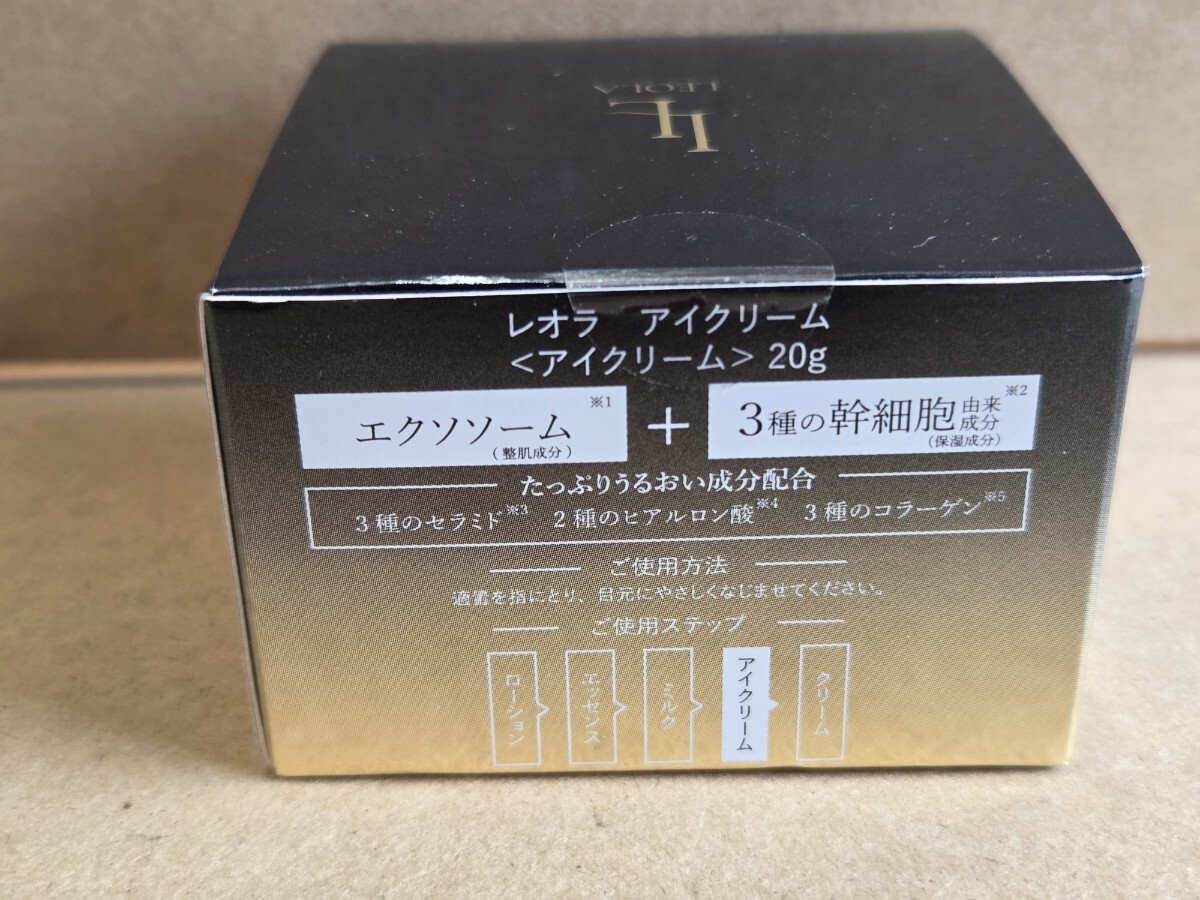 LEOLA
レオラ アイクリーム
<アイクリーム> 20g
エクソソーム※1
(整肌成分)
+
3種の幹細胞由来成分※2
(保湿成分)
たっぷりうるおい成分配合
3種のセラミド※3 2種のヒアルロン酸※4 3種のコラーゲン※5
ご使用方法
適量を指にとり、目元にやさしくなじませてください。
ご使用ステップ
ローション
エッセンス
ミルク
アイクリーム
クリーム